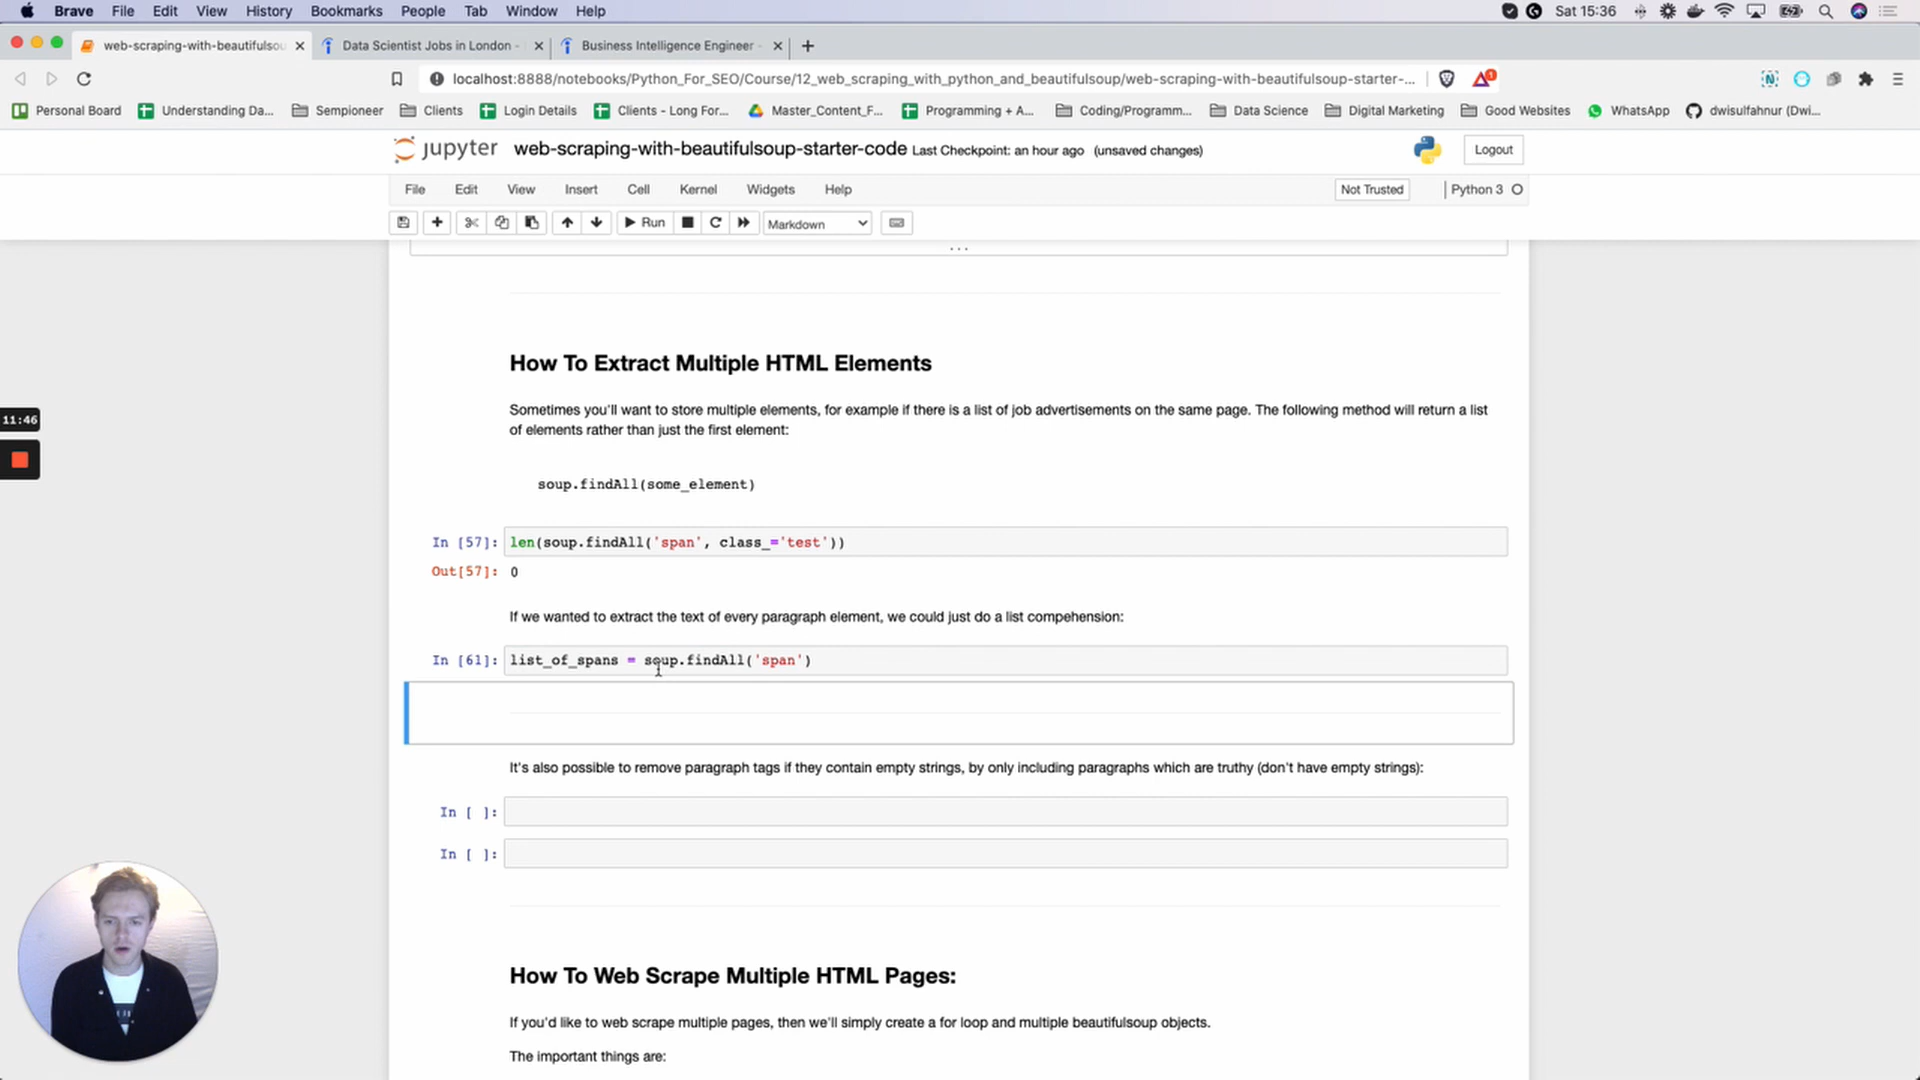 Brave File Edit View History Bookmarks People Tab Window Help Sat 15:36
web-scraping-with-beautifulsou Data Scientist Jobs in London - Business Intelligence Engineer -
localhost:8888/notebooks/Python_For_SEO/Course/12_web_scraping_with_python_and_beautifulsoup/web-scraping-with-beautifulsoup-starter-... 1
Personal Board Understanding Da... Sempioneer Clients Login Details Clients - Long For... Master_Content_F... Programming + A... Coding/Programm... Data Science Digital Marketing Good Websites WhatsApp dwisulfahnur (Dwi...
jupyter web-scraping-with-beautifulsoup-starter-code Last Checkpoint: an hour ago (unsaved changes) Logout
File Edit View Insert Cell Kernel Widgets Help Not Trusted Python 3
Run Markdown
...
How To Extract Multiple HTML Elements
Sometimes you'll want to store multiple elements, for example if there is a list of job advertisements on the same page. The following method will return a list
of elements rather than just the first element:
11:46
soup.findAll(some_element)
In [57]: len(soup.findAll('span', class_='test'))
Out[57]: 0
If we wanted to extract the text of every paragraph element, we could just do a list compehension:
In [61]: list_of_spans = soup.findAll('span')
It's also possible to remove paragraph tags if they contain empty strings, by only including paragraphs which are truthy (don't have empty strings):
In [ ]:
In [ ]:
How To Web Scrape Multiple HTML Pages:
If you'd like to web scrape multiple pages, then we'll simply create a for loop and multiple beautifulsoup objects.
The important things are: